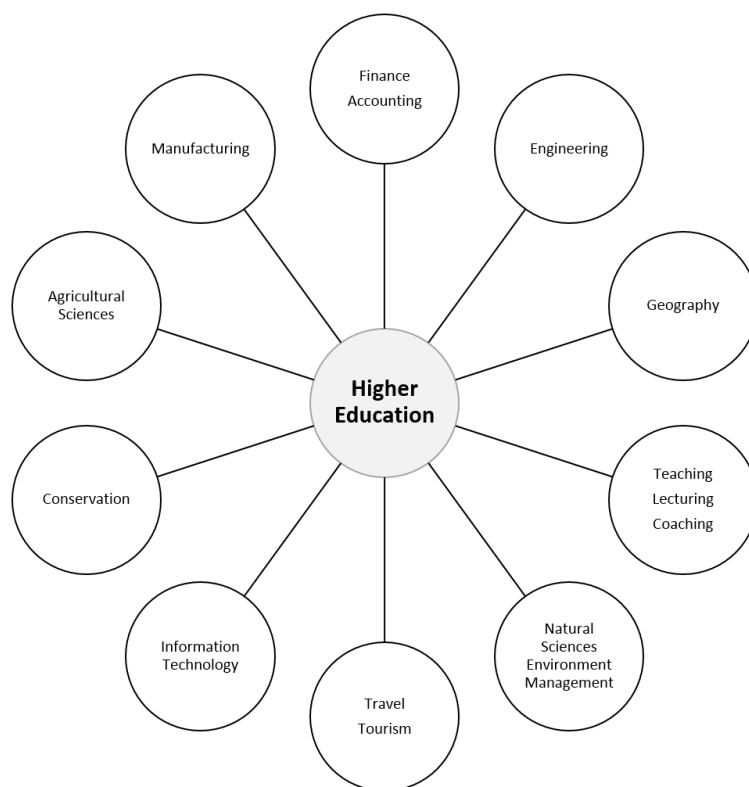 Finance
Accounting
Manufacturing
Engineering
Agricultural
Sciences
Geography
Higher
Education
Conservation
Teaching
Lecturing
Coaching
Information
Technology
Natural
Sciences
Environment
Management
Travel
Tourism